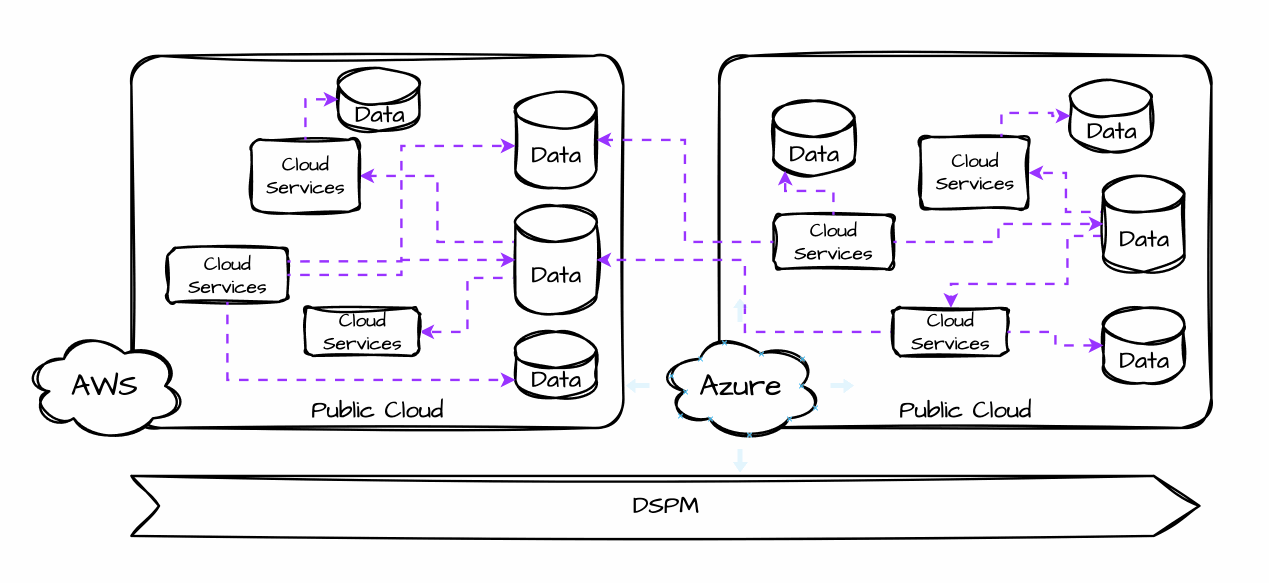 Data
Cloud
Services
Data
Cloud
Services
Data
Cloud
Services
Data
AWS
Public Cloud
Data
Data
Cloud
Services
Cloud
Services
Data
Cloud
Services
Data
Azure
Public Cloud
DSPM